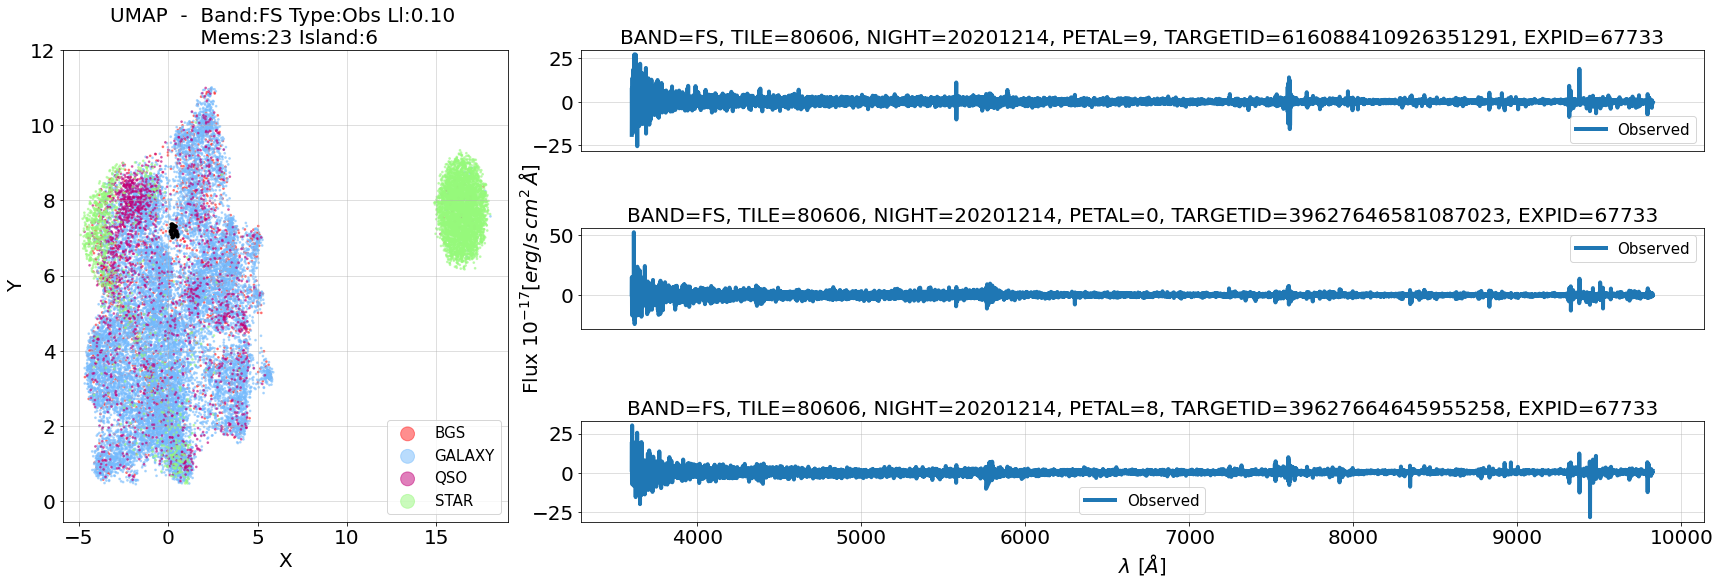 UMAP  -  Band:FS Type:Obs Ll:0.10
Mems:23 Island:6
12
10
8
6
4
2
0
Y
−5
0
5
10
15
X
BGS
GALAXY
QSO
STAR
BAND=FS, TILE=80606, NIGHT=20201214, PETAL=9, TARGETID=616088410926351291, EXPID=67733
25
0
−25
Observed
BAND=FS, TILE=80606, NIGHT=20201214, PETAL=0, TARGETID=39627646581087023, EXPID=67733
50
0
Observed
Flux 10^{-17}[erg/s cm^2 Å]
BAND=FS, TILE=80606, NIGHT=20201214, PETAL=8, TARGETID=39627664645955258, EXPID=67733
25
0
−25
Observed
4000
5000
6000
7000
8000
9000
10000
λ [Å]